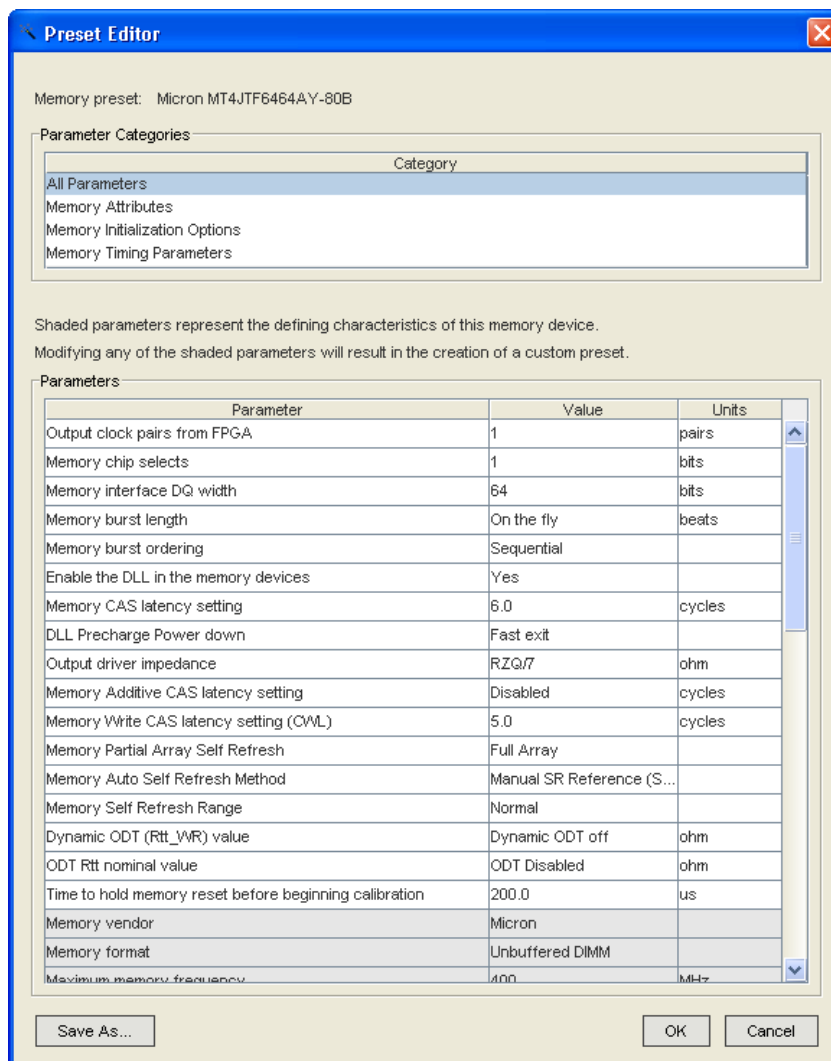 Preset Editor
Memory preset: Micron MT4JTF6464AY-80B
Parameter Categories
Category
All Parameters
Memory Attributes
Memory Initialization Options
Memory Timing Parameters
Shaded parameters represent the defining characteristics of this memory device.
Modifying any of the shaded parameters will result in the creation of a custom preset.
Parameters
Parameter Value Units
Output clock pairs from FPGA 1 pairs
Memory chip selects 1 bits
Memory interface DQ width 64 bits
Memory burst length On the fly beats
Memory burst ordering Sequential
Enable the DLL in the memory devices Yes
Memory CAS latency setting 6.0 cycles
DLL Precharge Power down Fast exit
Output driver impedance RZQ/7 ohm
Memory Additive CAS latency setting Disabled cycles
Memory Write CAS latency setting (CWL) 5.0 cycles
Memory Partial Array Self Refresh Full Array
Memory Auto Self Refresh Method Manual SR Reference (S...
Memory Self Refresh Range Normal
Dynamic ODT (Rtt_WR) value Dynamic ODT off ohm
ODT Rtt nominal value ODT Disabled ohm
Time to hold memory reset before beginning calibration 200.0 us
Memory vendor Micron
Memory format Unbuffered DIMM
Maximum memory frequency 400 MHz
Save As... OK Cancel